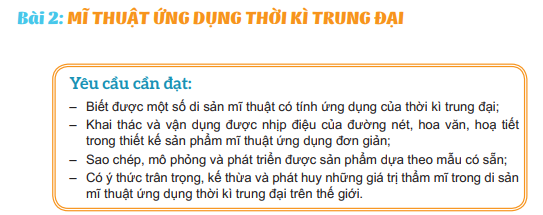 Bài 2: MĨ THUẬT ỨNG DỤNG THỜI KÌ TRUNG ĐẠI
Yêu cầu cần đạt:
– Biết được một số di sản mĩ thuật có tính ứng dụng của thời kì trung đại;
– Khai thác và vận dụng được nhịp điệu của đường nét, hoa văn, hoạ tiết
trong thiết kế sản phẩm mĩ thuật ứng dụng đơn giản;
– Sao chép, mô phỏng và phát triển được sản phẩm dựa theo mẫu có sẵn;
– Có ý thức trân trọng, kế thừa và phát huy những giá trị thẩm mĩ trong di sản
mĩ thuật ứng dụng thời kì trung đại trên thế giới.